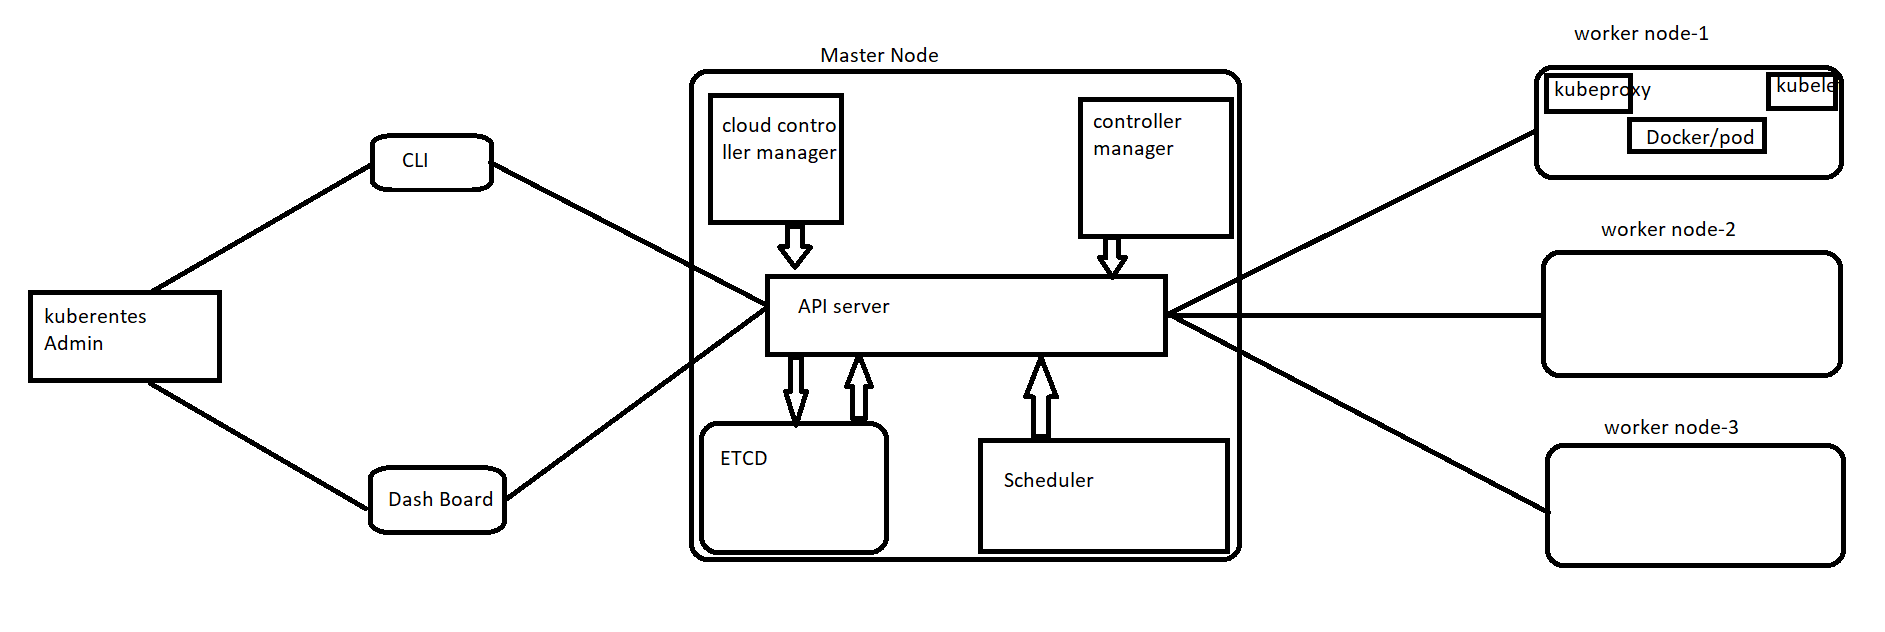 worker node-1
Master Node
kubeproxy
kubele
Docker/pod
cloud contro
ller manager
controller
manager
CLI
worker node-2
kuberentes
Admin
API server
worker node-3
ETCD
Scheduler
Dash Board